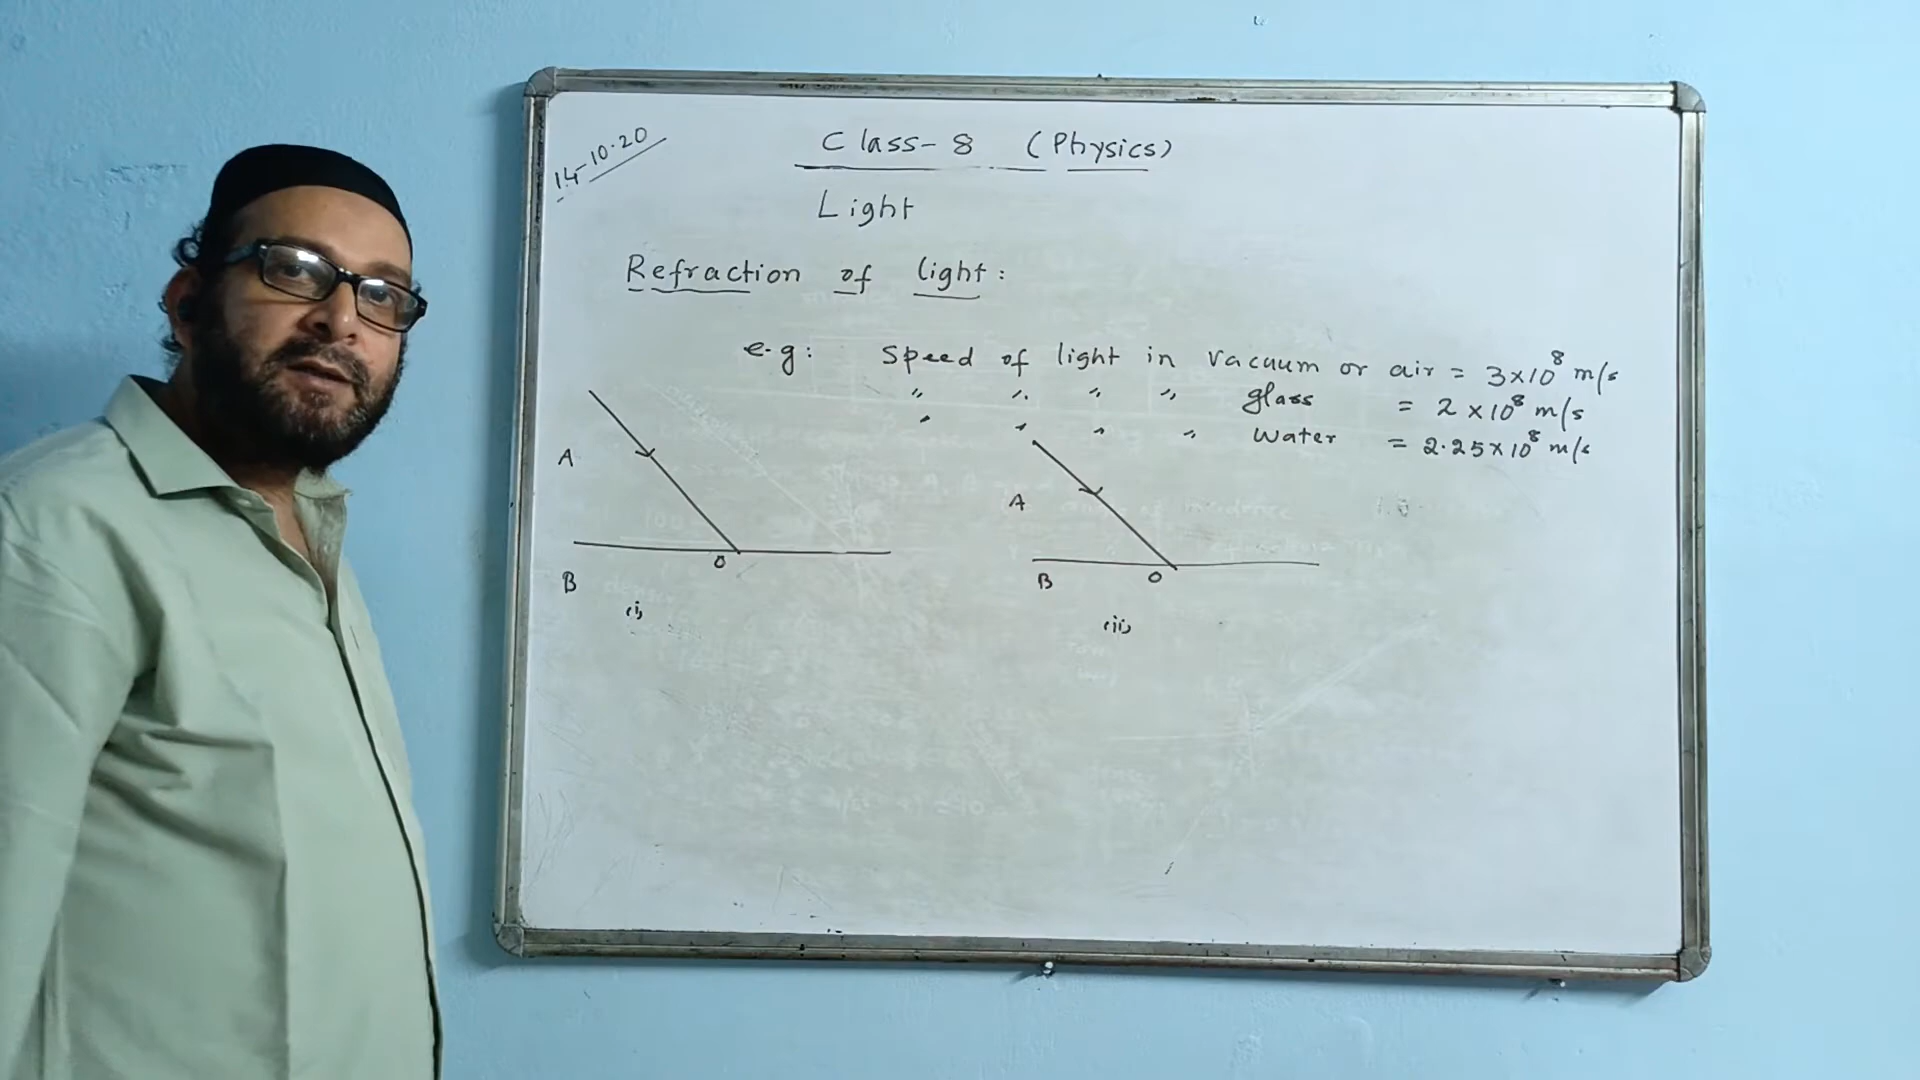 14-10.20
Class-8 (Physics)
Light
Refraction of light:
e.g: Speed of light in vacuum or air = 3×10⁸ m/s
" " " " glass = 2×10⁸ m/s
" " " " water = 2.25×10⁸ m/s
A
B
O
(i)
A
B
O
(ii)